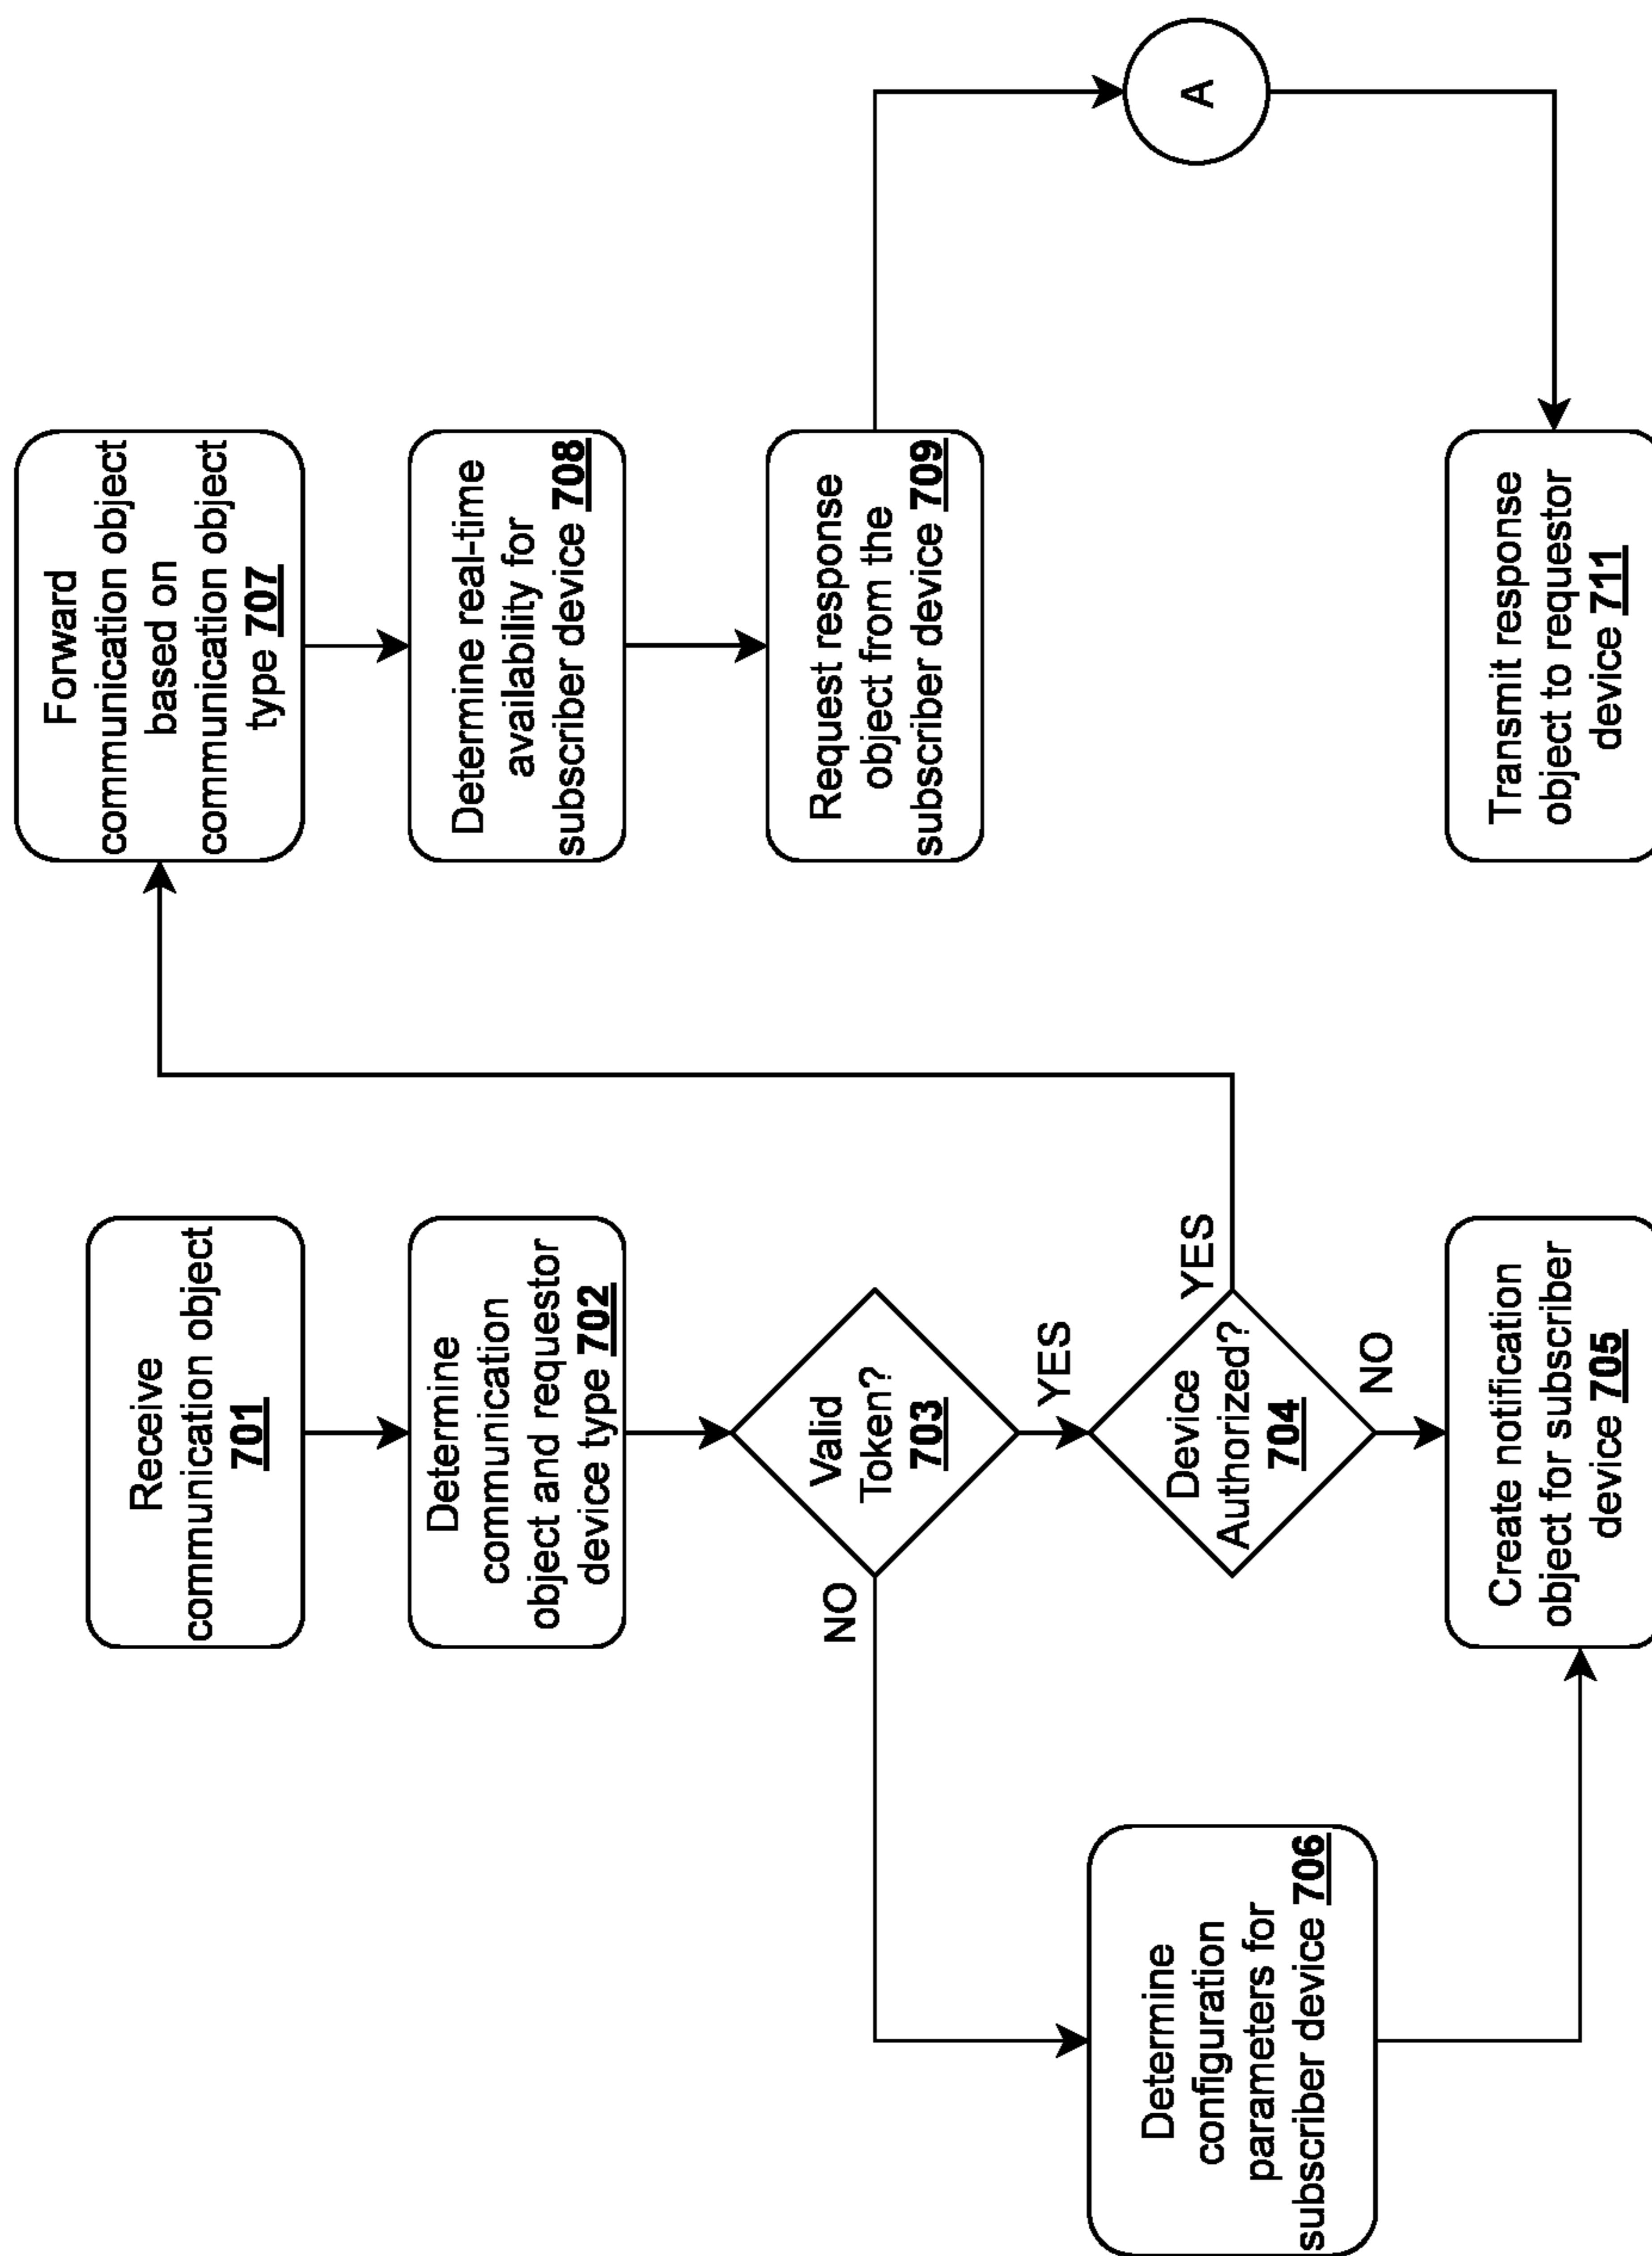 Receive
communication object
701
Determine
communication
object and requestor
device type 702
Valid
Token?
703
NO
YES
Device
Authorized?
704
YES
NO
Create notification
object for subscriber
device 705
Determine
configuration
parameters for
subscriber device 706
Forward
communication object
based on
communication object
type 707
Determine real-time
availability for
subscriber device 708
Request response
object from the
subscriber device 709
A
Transmit response
object to requestor
device 711